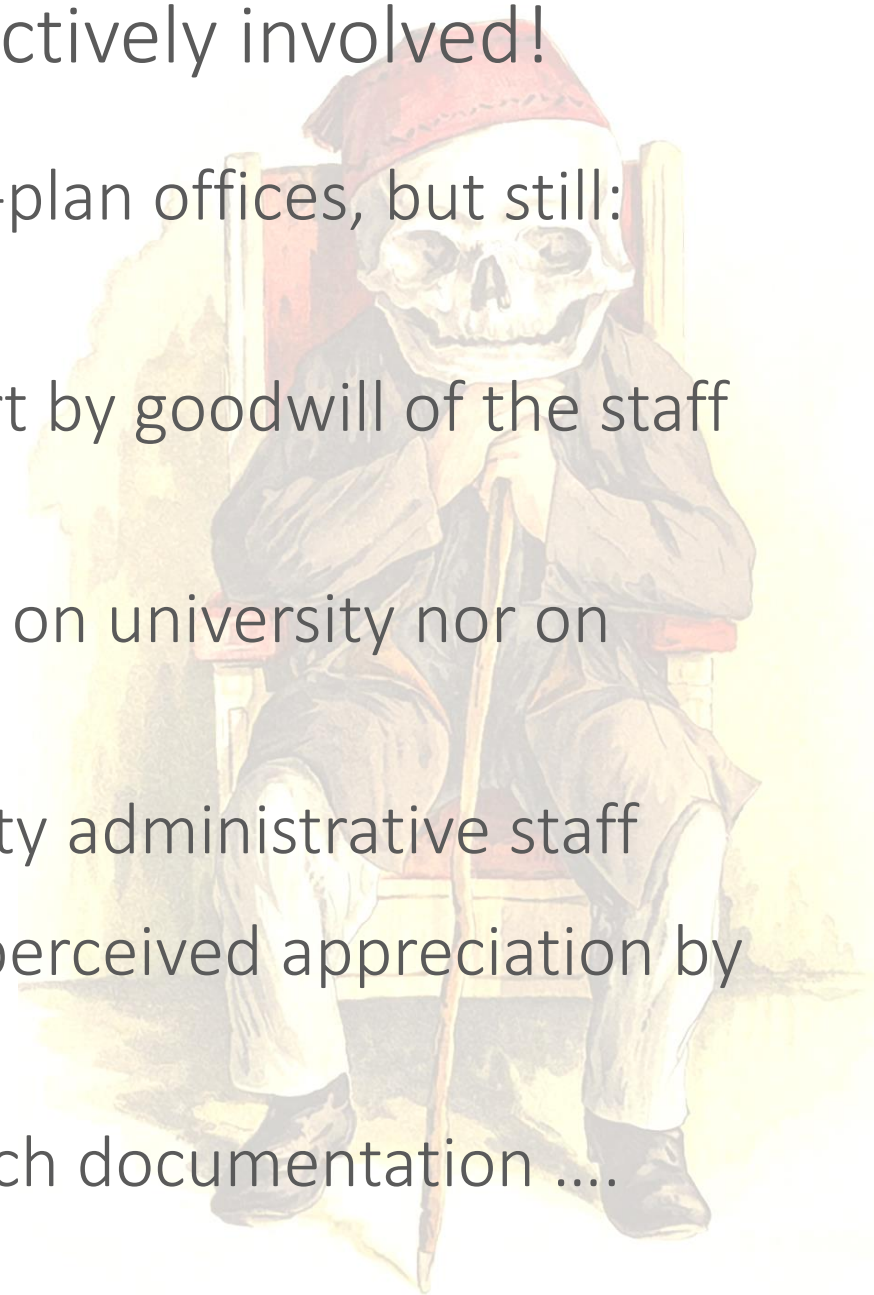 ctively involved!
-plan offices, but still:
rt by goodwill of the staff
on university nor on
ty administrative staff
perceived appreciation by
ch documentation ....